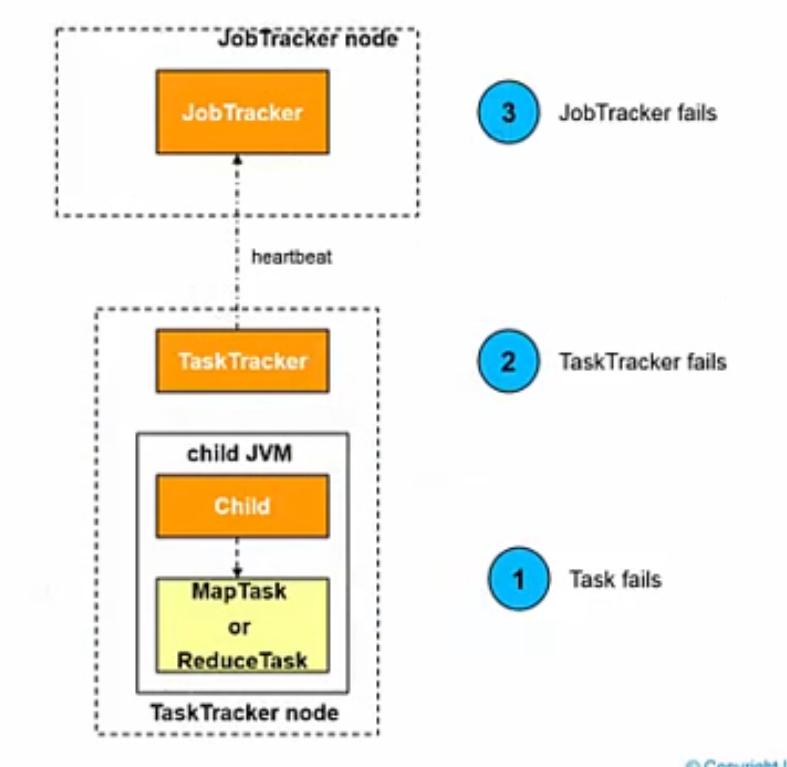 JobTracker node
JobTracker
3
JobTracker fails
heartbeat
TaskTracker
2
TaskTracker fails
child JVM
Child
1
Task fails
MapTask
or
ReduceTask
TaskTracker node
© Copyright